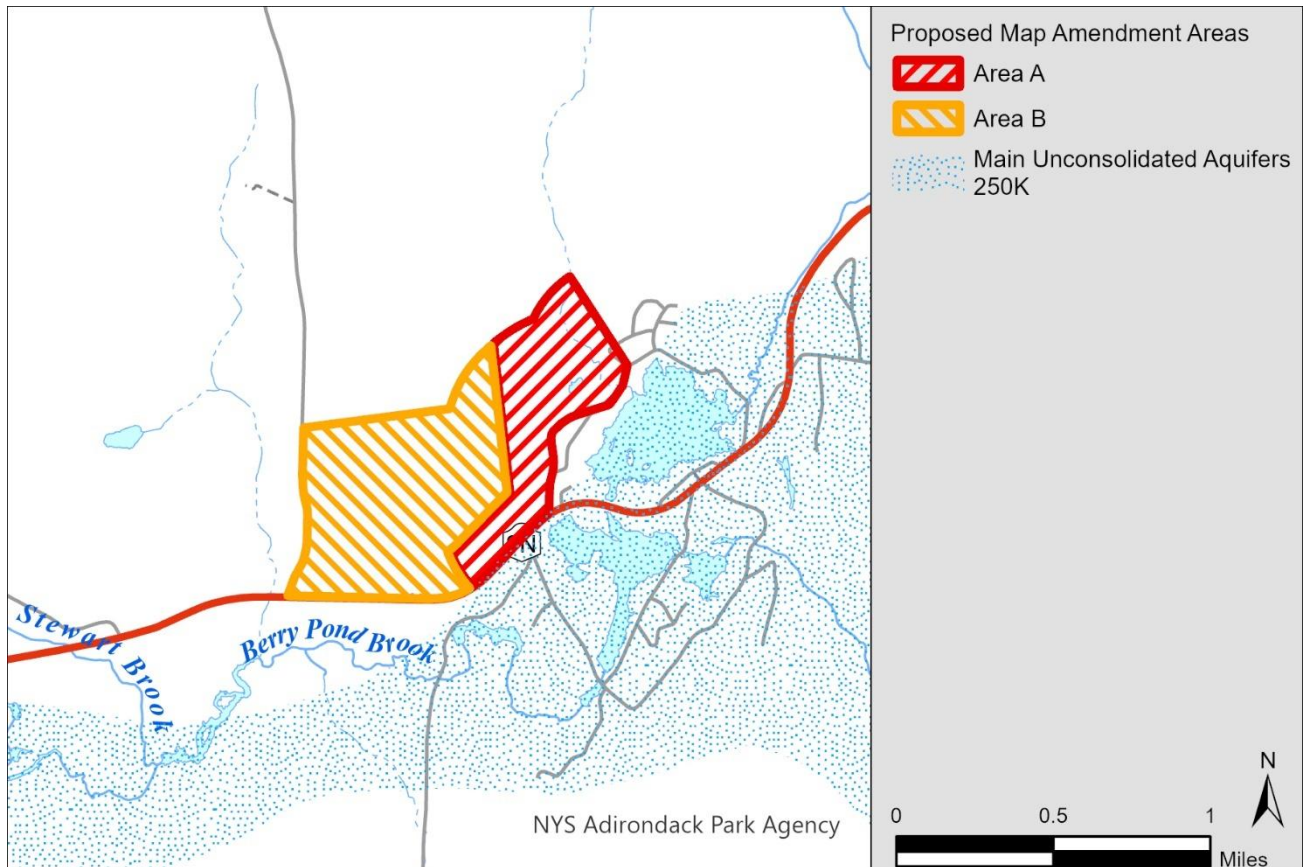 Proposed Map Amendment Areas
Area A
Area B
Main Unconsolidated Aquifers
250K
9N
Stewart Brook
Berry Pond Brook
NYS Adirondack Park Agency
N
0 0.5 1
Miles